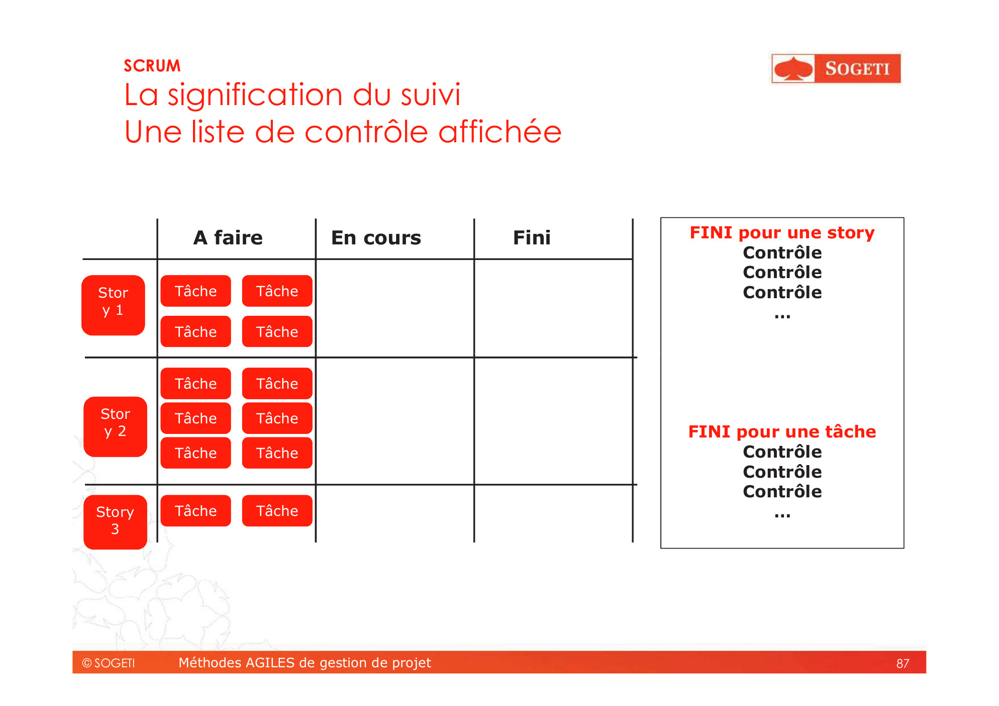 SCRUM
La signification du suivi
Une liste de contrôle affichée
SOGETI
A faire
En cours
Fini
Stor
y 1
Tâche
Tâche
Tâche
Tâche
Stor
y 2
Tâche
Tâche
Tâche
Tâche
Tâche
Tâche
Story
3
Tâche
Tâche
FINI pour une story
Contrôle
Contrôle
Contrôle
...
FINI pour une tâche
Contrôle
Contrôle
Contrôle
...
© SOGETI
Méthodes AGILES de gestion de projet
87